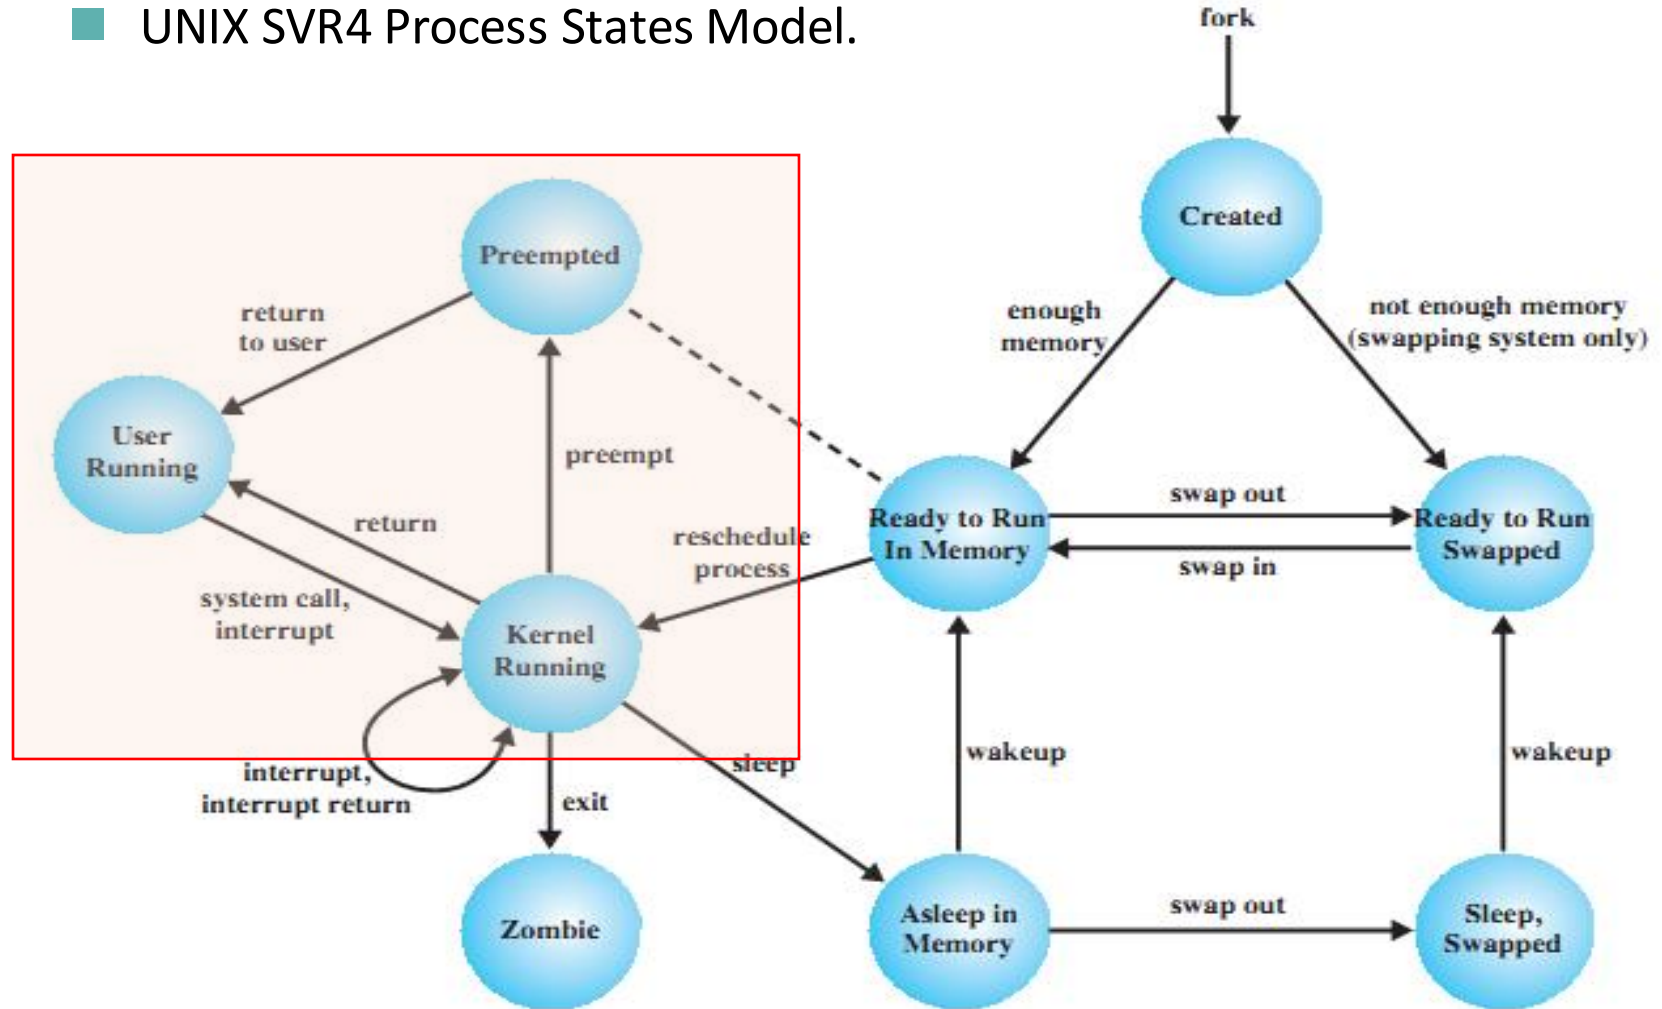 UNIX SVR4 Process States Model.
fork
Created
Preempted
return
to user
enough
memory
not enough memory
(swapping system only)
User
Running
preempt
return
swap out
Ready to Run
In Memory
Ready to Run
Swapped
reschedule
process
swap in
system call,
interrupt
Kernel
Running
interrupt,
interrupt return
sleep
wakeup
wakeup
exit
Zombie
Asleep in
Memory
swap out
Sleep,
Swapped